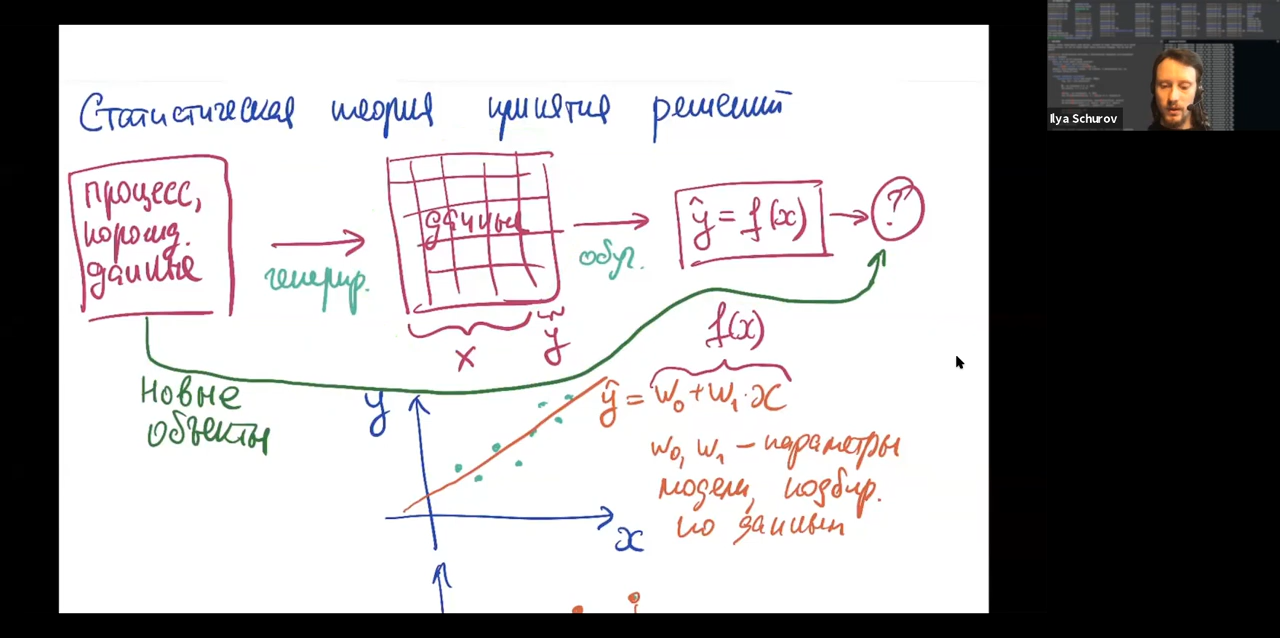 Статистическая теория принятия решений
процесс,
порожд.
данные
генерир.
данные
x
y
обуч.
ŷ = f(x)
?
Новые
объекты
f(x)
y
ŷ = w₀ + w₁·x
w₀, w₁ – параметры
модели, подбир.
по данным
x
Ilya Schurov